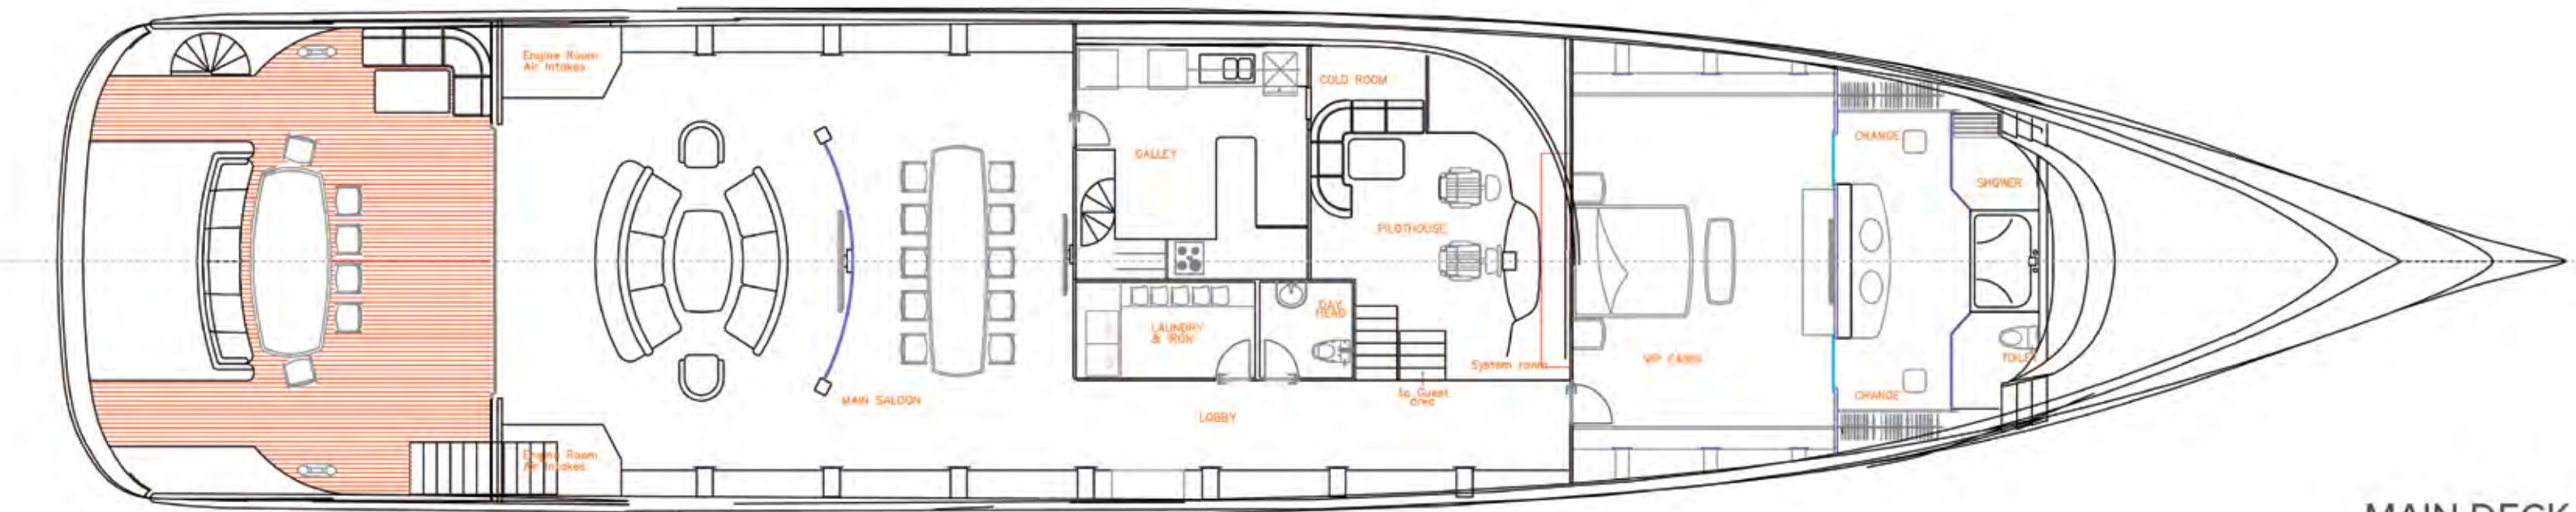 Engine Room
Air Intakes
COLD ROOM
CHANGE
GALLEY
SHOWER
PILOTHOUSE
DAY
HEAD
LAUNDRY
& IRON
System room
VIP CABIN
TOILET
to Guest
area
CHANGE
MAIN SALOON
LOBBY
Engine Room
Air Intakes
MAIN DECK